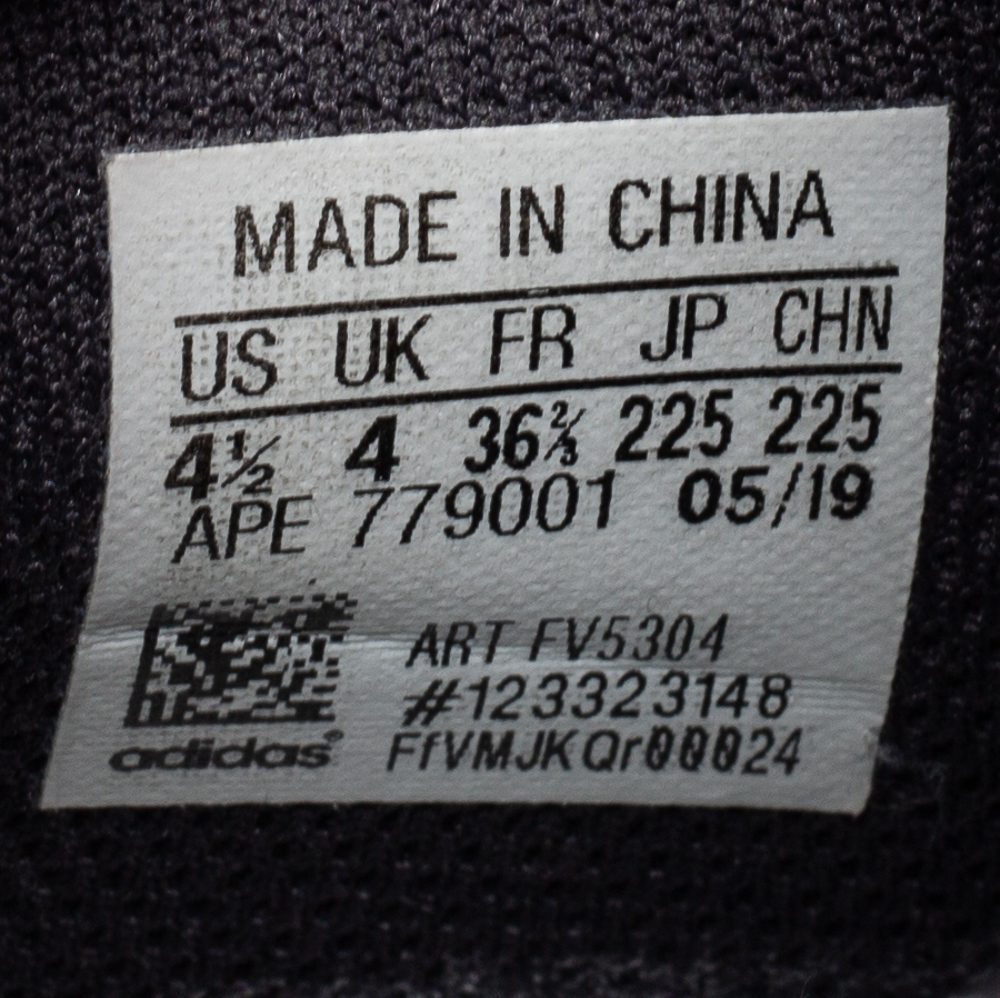 MADE IN CHINA
US UK FR JP CHN
4½ 4 36⅔ 225 225
APE 779001 05/19
ART FV5304
#123323148
adidas® FfVMJKQr00024